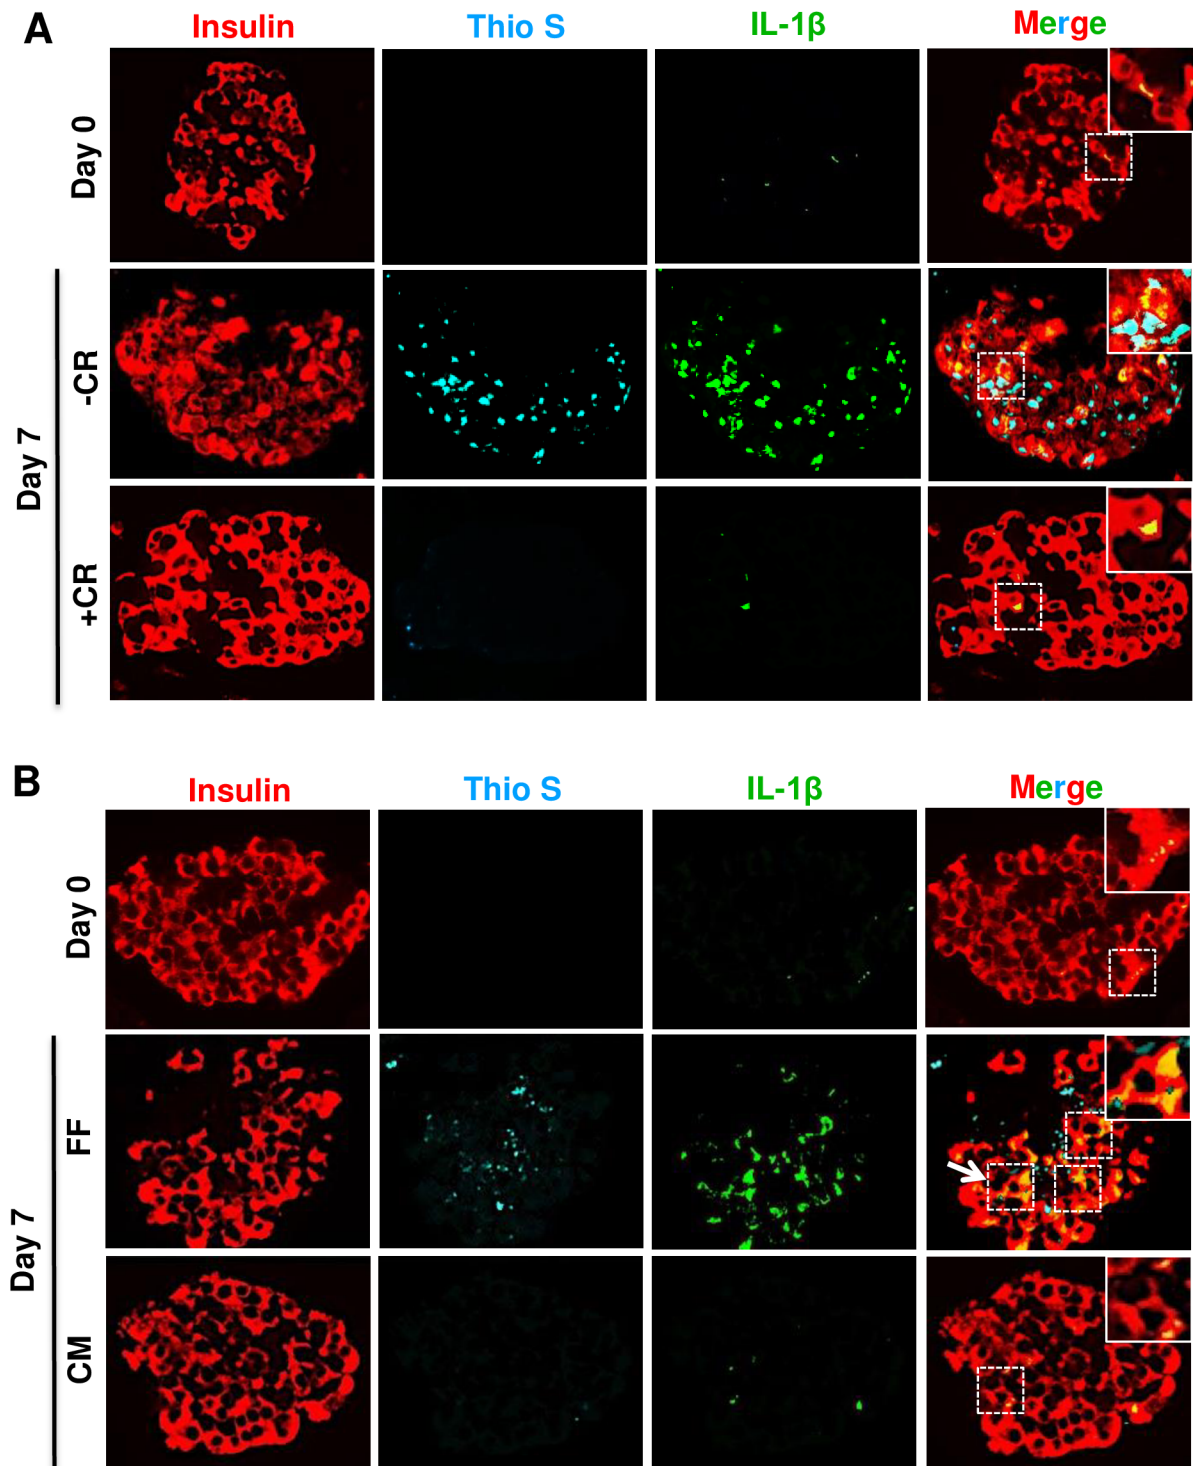 A
Insulin Thio S IL-1β Merge
Day 0
Day 7
-CR
+CR
B
Insulin Thio S IL-1β Merge
Day 0
Day 7
FF
CM